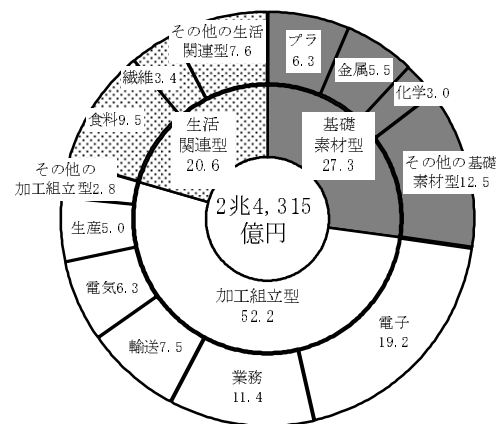 その他の生活
関連型7.6
プラ
6.3
金属5.5
化学3.0
その他の基礎
素材型12.5
繊維3.4
食料9.5
生活
関連型
20.6
基礎
素材型
27.3
その他の
加工組立型2.8
2兆4,315
億円
生産5.0
電気6.3
輸送7.5
業務
11.4
加工組立型
52.2
電子
19.2